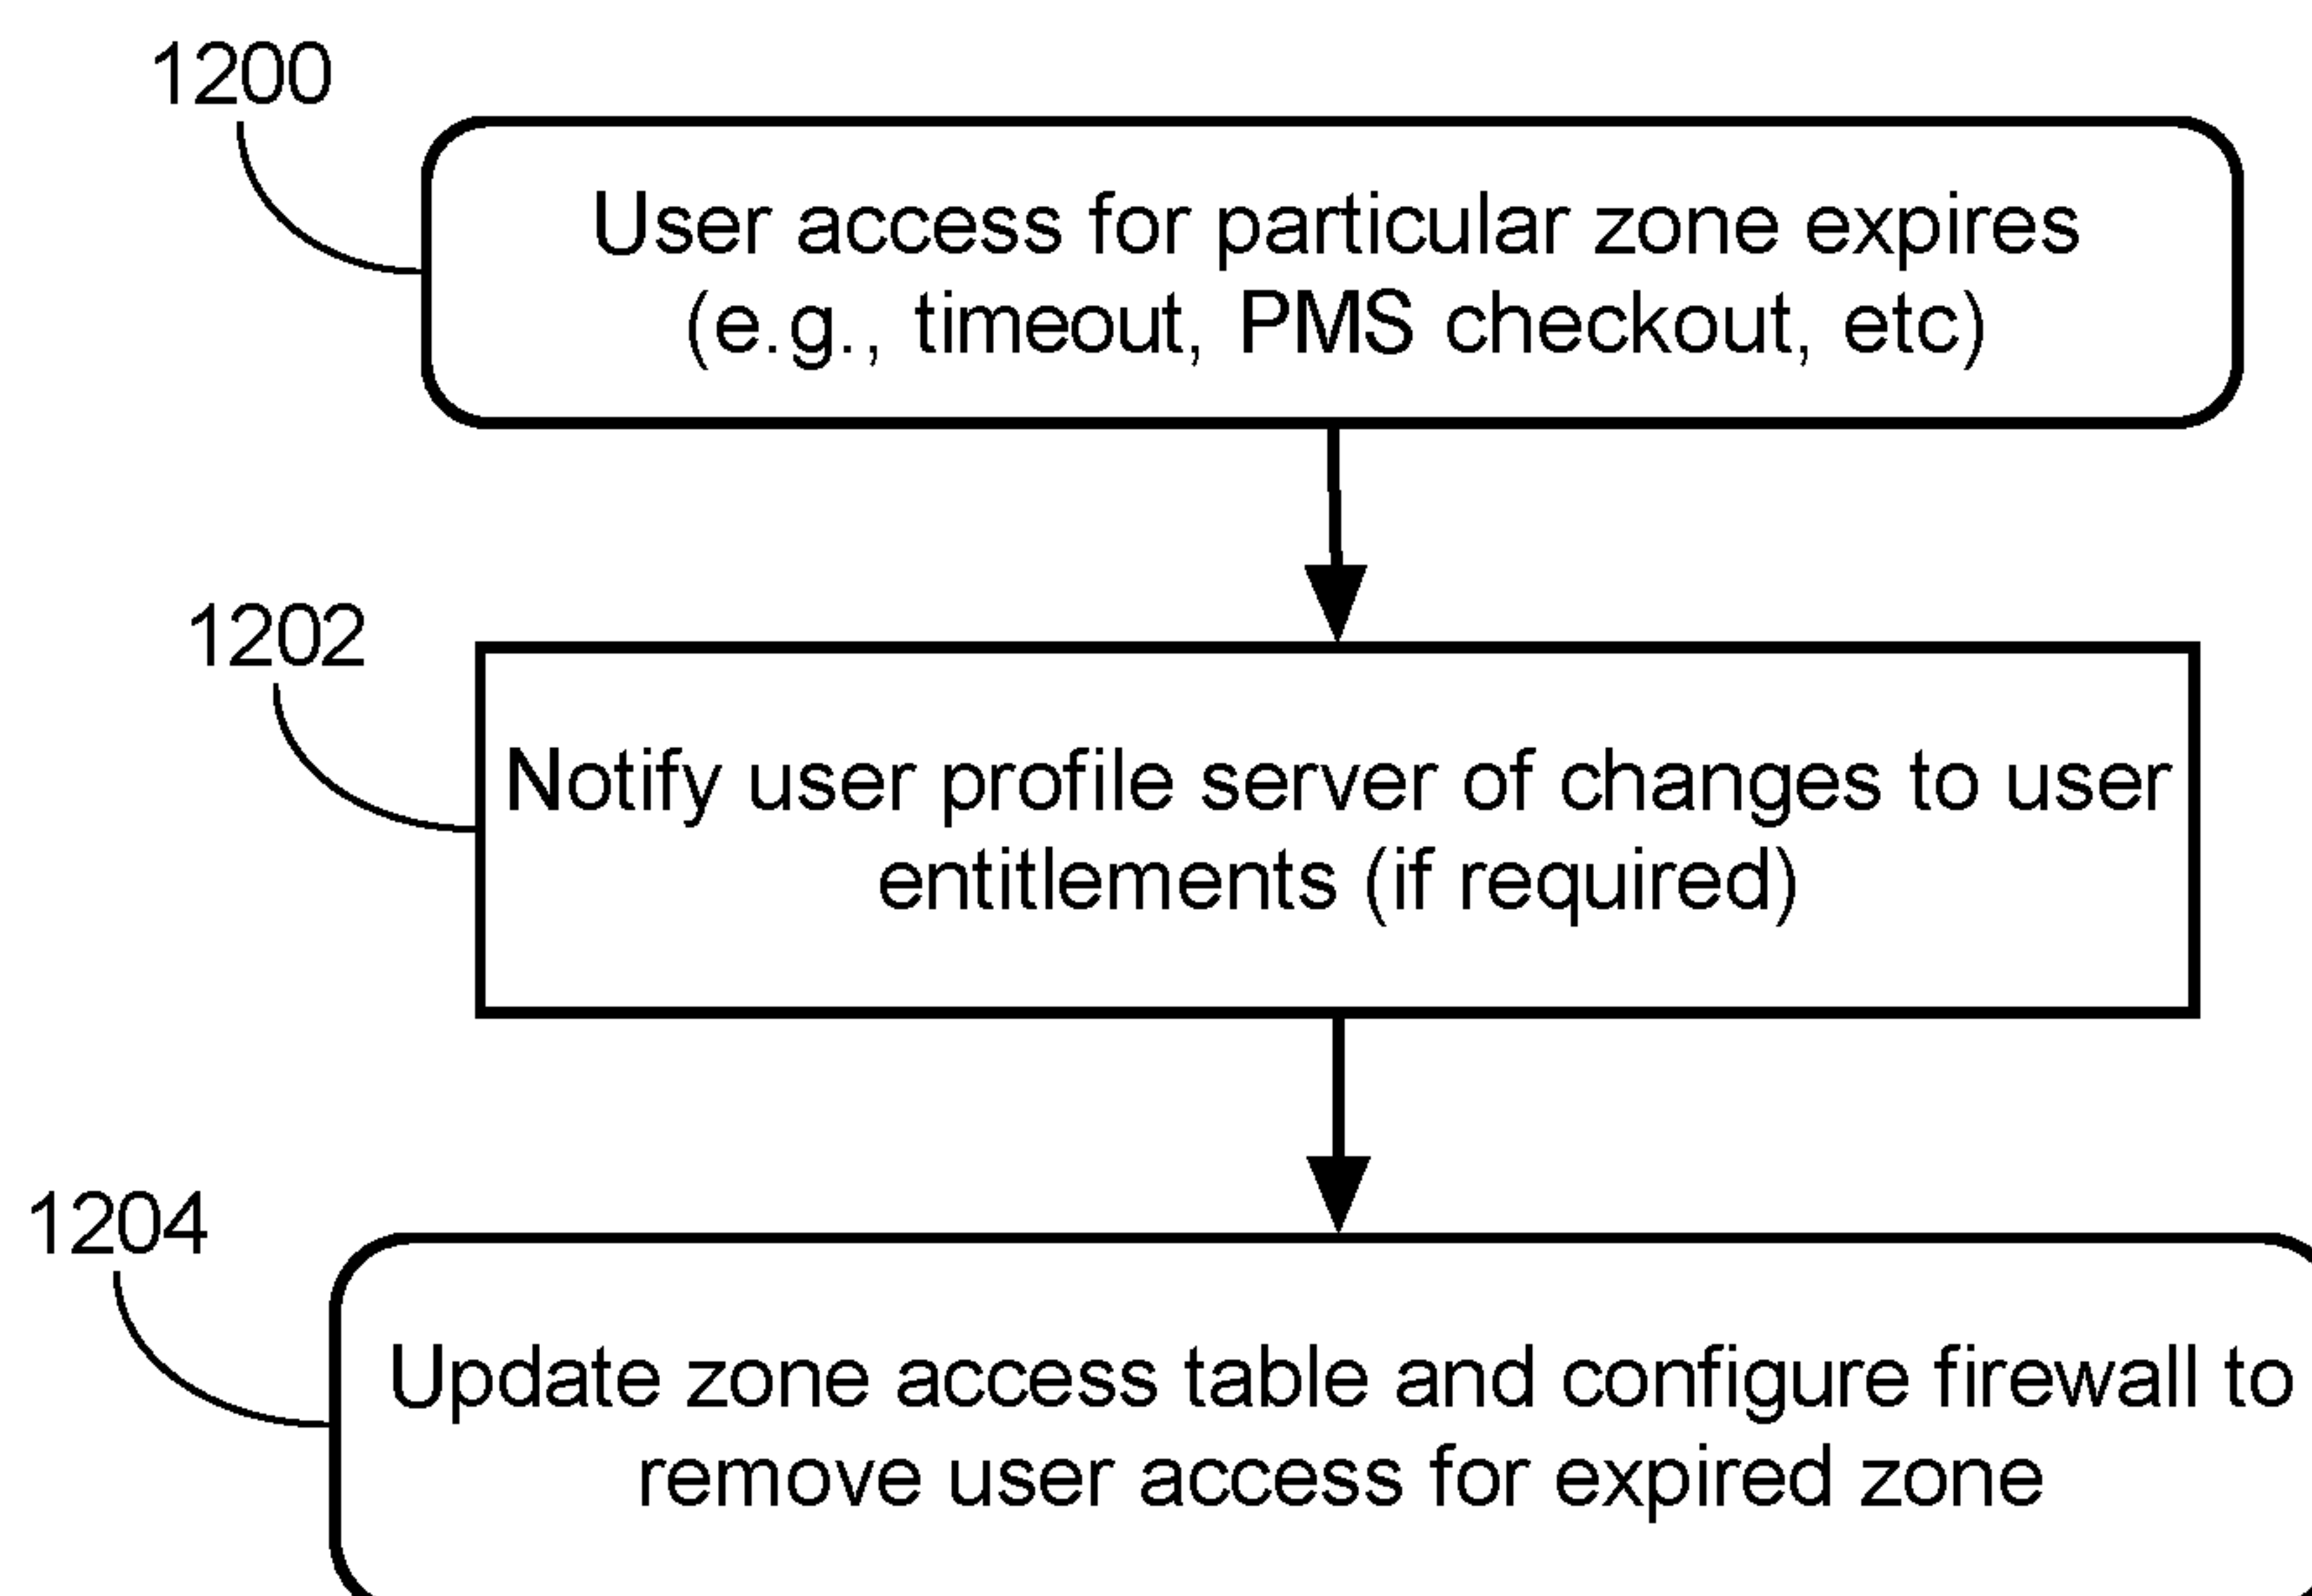 1200
User access for particular zone expires
(e.g., timeout, PMS checkout, etc)
1202
Notify user profile server of changes to user
entitlements (if required)
1204
Update zone access table and configure firewall to
remove user access for expired zone